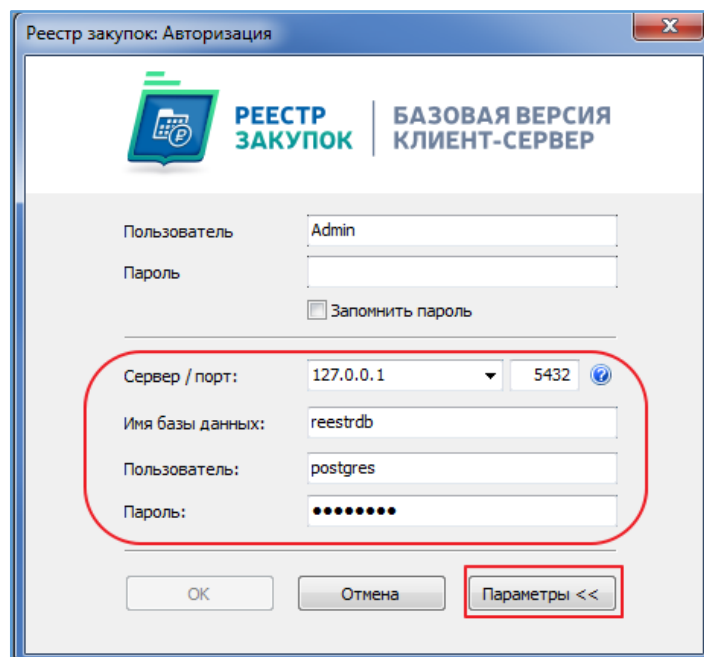 Реестр закупок: Авторизация
РЕЕСТР
ЗАКУПОК
БАЗОВАЯ ВЕРСИЯ
КЛИЕНТ-СЕРВЕР
Пользователь Admin
Пароль
Запомнить пароль
Сервер / порт: 127.0.0.1 5432
Имя базы данных: reestrdb
Пользователь: postgres
Пароль: ••••••••
OK Отмена Параметры <<